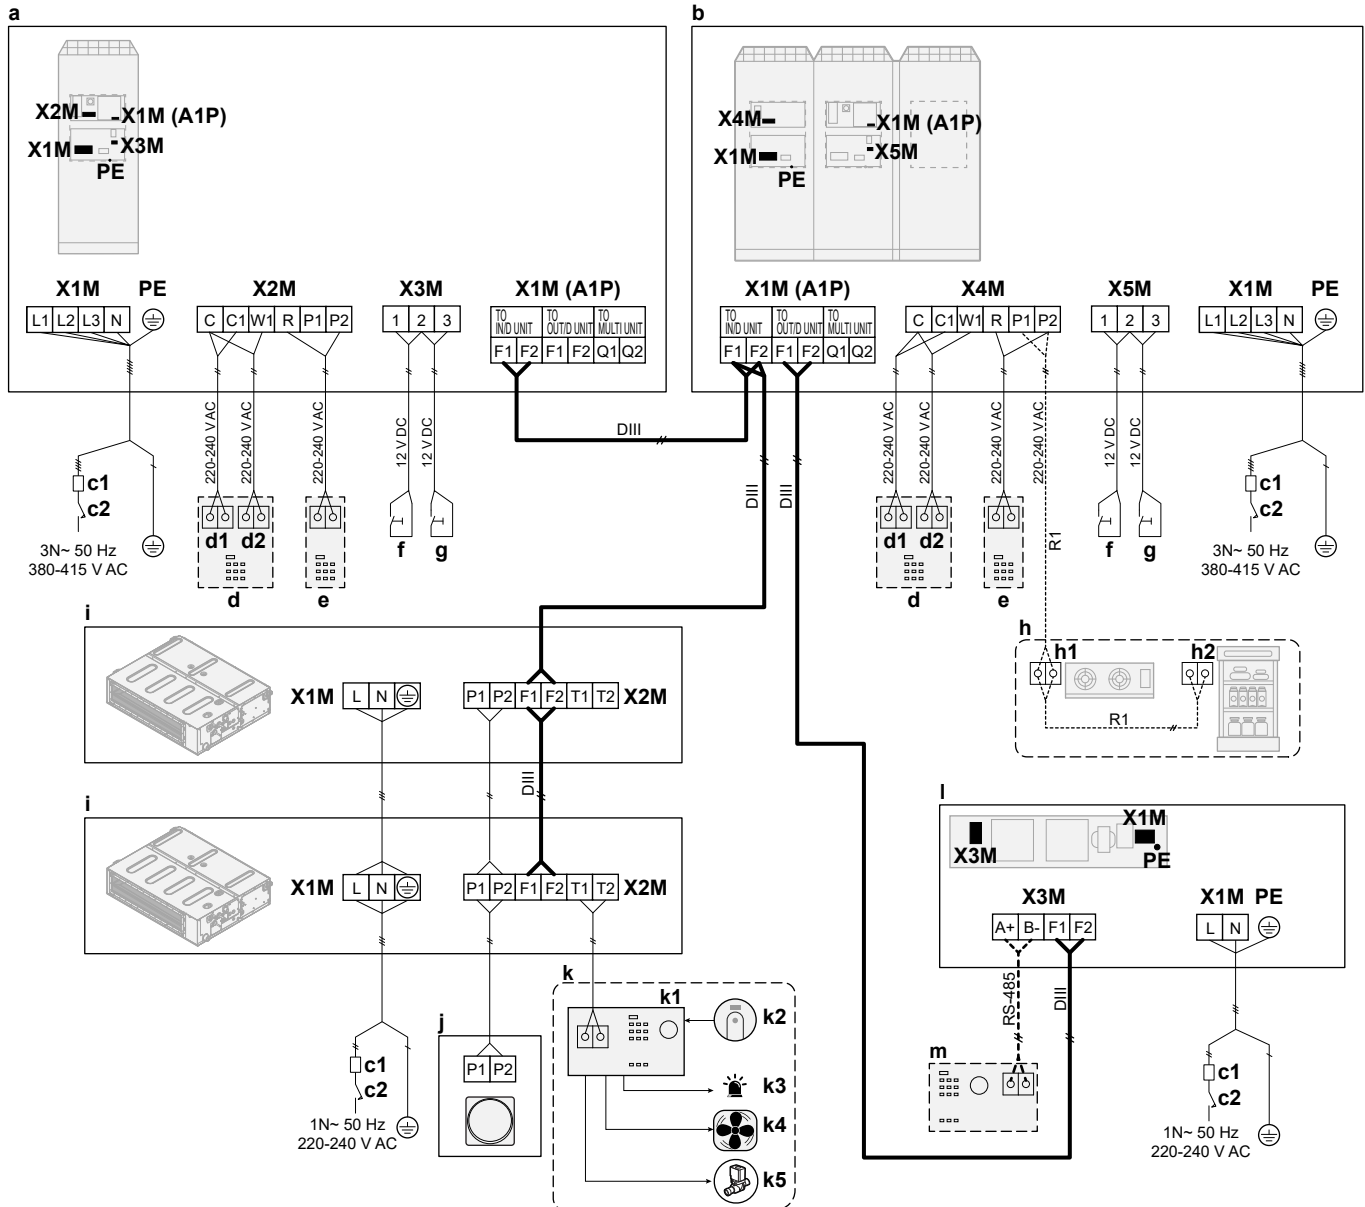 a
X2M
X1M (A1P)
X1M
X3M
PE
X1M PE X2M X3M X1M (A1P)
L1 L2 L3 N
C C1 W1 R P1 P2
1 2 3
TO IN/D UNIT
TO OUT/D UNIT
TO MULTI UNIT
F1 F2 F1 F2 Q1 Q2
220-240 V AC
220-240 V AC
220-240 V AC
12 V DC
12 V DC
DIII
c1
c2
3N~ 50 Hz
380-415 V AC
d1 d2
d
e
f
g
b
X4M
X1M (A1P)
X1M
X5M
PE
X1M (A1P) X4M X5M X1M PE
TO IN/D UNIT
TO OUT/D UNIT
TO MULTI UNIT
F1 F2 F1 F2 Q1 Q2
C C1 W1 R P1 P2
1 2 3
L1 L2 L3 N
DIII
DIII
220-240 V AC
220-240 V AC
220-240 V AC
220-240 V AC
12 V DC
12 V DC
R1
d1 d2
d
e
f
g
c1
c2
3N~ 50 Hz
380-415 V AC
h
h1
h2
R1
i
X1M L N
P1 P2 F1 F2 T1 T2 X2M
DIII
i
X1M L N
P1 P2 F1 F2 T1 T2 X2M
c1
c2
1N~ 50 Hz
220-240 V AC
j
P1 P2
k
k1
k2
k3
k4
k5
l
X3M
X1M
PE
X3M X1M PE
A+ B- F1 F2
L N
RS-485
DIII
m
c1
c2
1N~ 50 Hz
220-240 V AC